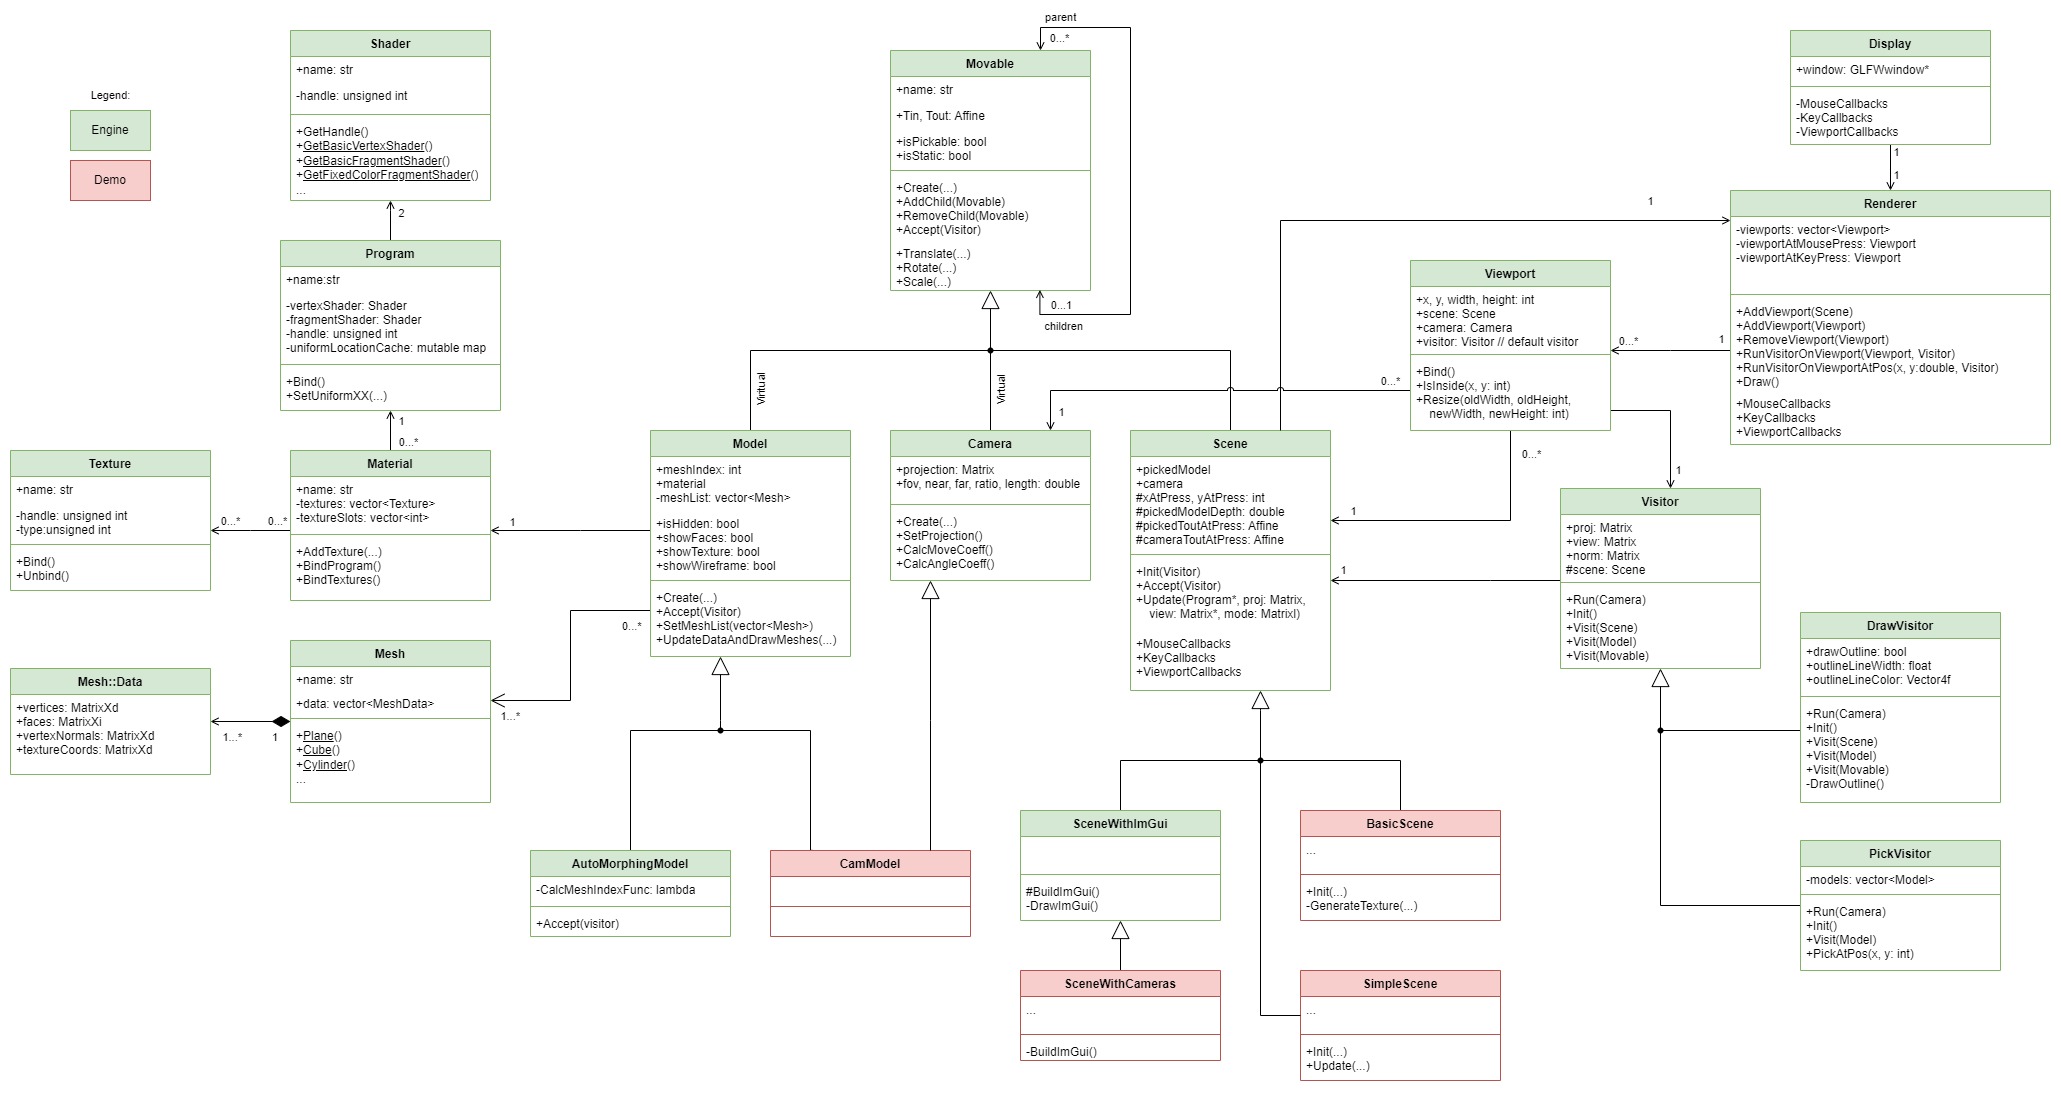 Legend:
Engine
Demo
Shader
+name: str
-handle: unsigned int
+GetHandle()
+GetBasicVertexShader()
+GetBasicFragmentShader()
+GetFixedColorFragmentShader()
...
2
Program
+name:str
-vertexShader: Shader
-fragmentShader: Shader
-handle: unsigned int
-uniformLocationCache: mutable map
+Bind()
+SetUniformXX(...)
1
0...*
Texture
+name: str
-handle: unsigned int
-type:unsigned int
+Bind()
+Unbind()
0...*
0...*
Material
+name: str
-textures: vector<Texture>
-textureSlots: vector<int>
+AddTexture(...)
+BindProgram()
+BindTextures()
1
Mesh::Data
+vertices: MatrixXd
+faces: MatrixXi
+vertexNormals: MatrixXd
+textureCoords: MatrixXd
1...*
1
Mesh
+name: str
+data: vector<MeshData>
+Plane()
+Cube()
+Cylinder()
...
1...*
0...*
parent
0...*
Movable
+name: str
+Tin, Tout: Affine
+isPickable: bool
+isStatic: bool
+Create(...)
+AddChild(Movable)
+RemoveChild(Movable)
+Accept(Visitor)
+Translate(...)
+Rotate(...)
+Scale(...)
0...1
children
Viritual
Virtual
Model
+meshIndex: int
+material
-meshList: vector<Mesh>
+isHidden: bool
+showFaces: bool
+showTexture: bool
+showWireframe: bool
+Create(...)
+Accept(Visitor)
+SetMeshList(vector<Mesh>)
+UpdateDataAndDrawMeshes(...)
Camera
+projection: Matrix
+fov, near, far, ratio, length: double
+Create(...)
+SetProjection()
+CalcMoveCoeff()
+CalcAngleCoeff()
1
0...*
Scene
+pickedModel
+camera
#xAtPress, yAtPress: int
#pickedModelDepth: double
#pickedToutAtPress: Affine
#cameraToutAtPress: Affine
+Init(Visitor)
+Accept(Visitor)
+Update(Program*, proj: Matrix,
view: Matrix*, mode: MatrixI)
+MouseCallbacks
+KeyCallbacks
+ViewportCallbacks
1
1
0...*
Viewport
+x, y, width, height: int
+scene: Scene
+camera: Camera
+visitor: Visitor // default visitor
+Bind()
+IsInside(x, y: int)
+Resize(oldWidth, oldHeight,
newWidth, newHeight: int)
0...*
1
1
1
Display
+window: GLFWwindow*
-MouseCallbacks
-KeyCallbacks
-ViewportCallbacks
1
1
Renderer
-viewports: vector<Viewport>
-viewportAtMousePress: Viewport
-viewportAtKeyPress: Viewport
+AddViewport(Scene)
+AddViewport(Viewport)
+RemoveViewport(Viewport)
+RunVisitorOnViewport(Viewport, Visitor)
+RunVisitorOnViewportAtPos(x, y:double, Visitor)
+Draw()
+MouseCallbacks
+KeyCallbacks
+ViewportCallbacks
Visitor
+proj: Matrix
+view: Matrix
+norm: Matrix
#scene: Scene
+Run(Camera)
+Init()
+Visit(Scene)
+Visit(Model)
+Visit(Movable)
DrawVisitor
+drawOutline: bool
+outlineLineWidth: float
+outlineLineColor: Vector4f
+Run(Camera)
+Init()
+Visit(Scene)
+Visit(Model)
+Visit(Movable)
-DrawOutline()
PickVisitor
-models: vector<Model>
+Run(Camera)
+Init()
+Visit(Model)
+PickAtPos(x, y: int)
AutoMorphingModel
-CalcMeshIndexFunc: lambda
+Accept(visitor)
CamModel
SceneWithImGui
#BuildImGui()
-DrawImGui()
BasicScene
...
+Init(...)
-GenerateTexture(...)
SceneWithCameras
...
-BuildImGui()
SimpleScene
...
+Init(...)
+Update(...)